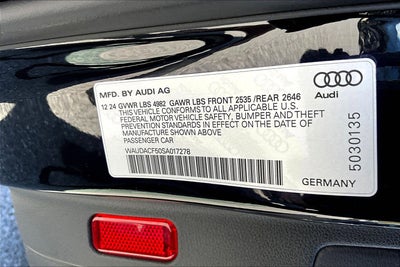 MFD. BY AUDI AG
Audi
12 24 GVWR LBS 4982 GAWR LBS FRONT 2535 /REAR 2646
THIS VEHICLE CONFORMS TO ALL APPLICABLE U.S.
FEDERAL MOTOR VEHICLE SAFETY, BUMPER AND THEFT
PREVENTION STANDARDS IN EFFECT ON THE DATE OF
MANUFACTURE SHOWN ABOVE
PASSENGER CAR
WAUDACF50SA017278
GERMANY
5030135